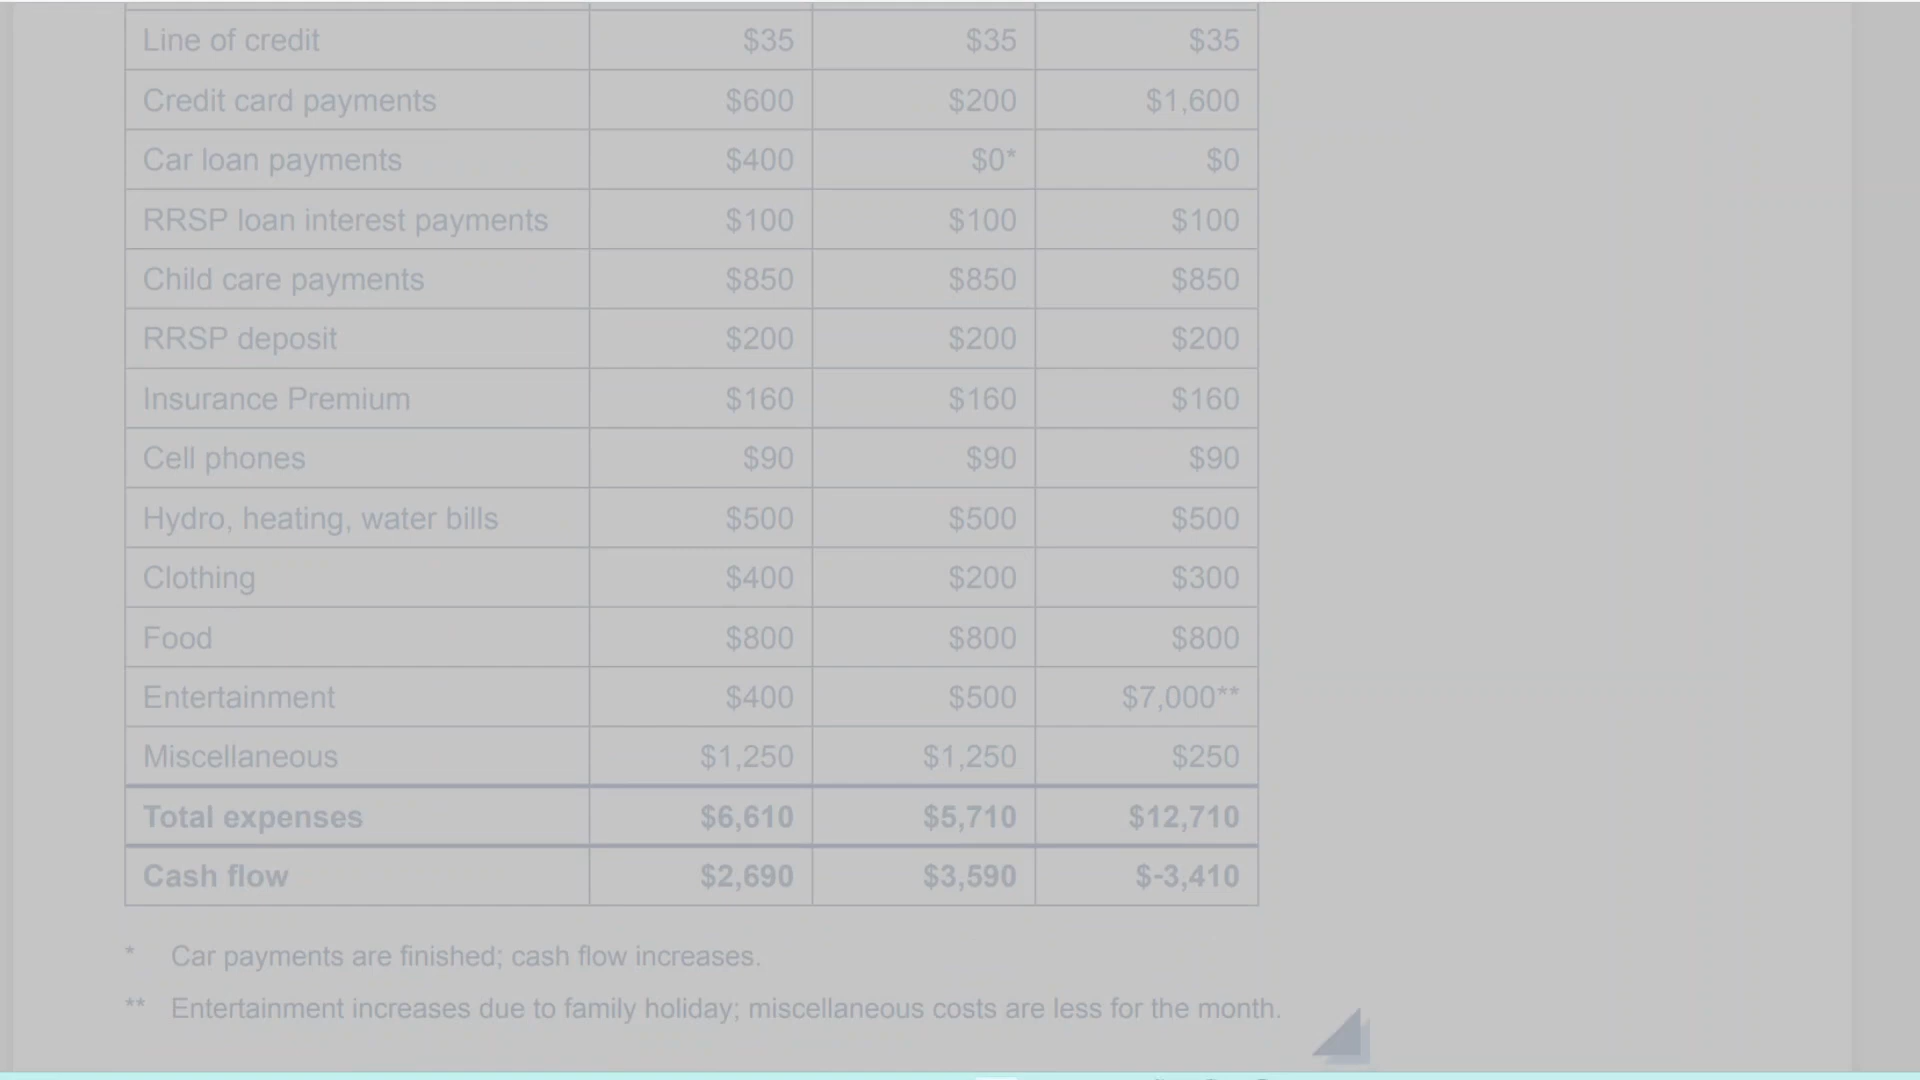 Line of credit $35 $35 $35
Credit card payments $600 $200 $1,600
Car loan payments $400 $0* $0
RRSP loan interest payments $100 $100 $100
Child care payments $850 $850 $850
RRSP deposit $200 $200 $200
Insurance Premium $160 $160 $160
Cell phones $90 $90 $90
Hydro, heating, water bills $500 $500 $500
Clothing $400 $200 $300
Food $800 $800 $800
Entertainment $400 $500 $7,000**
Miscellaneous $1,250 $1,250 $250
Total expenses $6,610 $5,710 $12,710
Cash flow $2,690 $3,590 $-3,410
* Car payments are finished; cash flow increases.
** Entertainment increases due to family holiday; miscellaneous costs are less for the month.